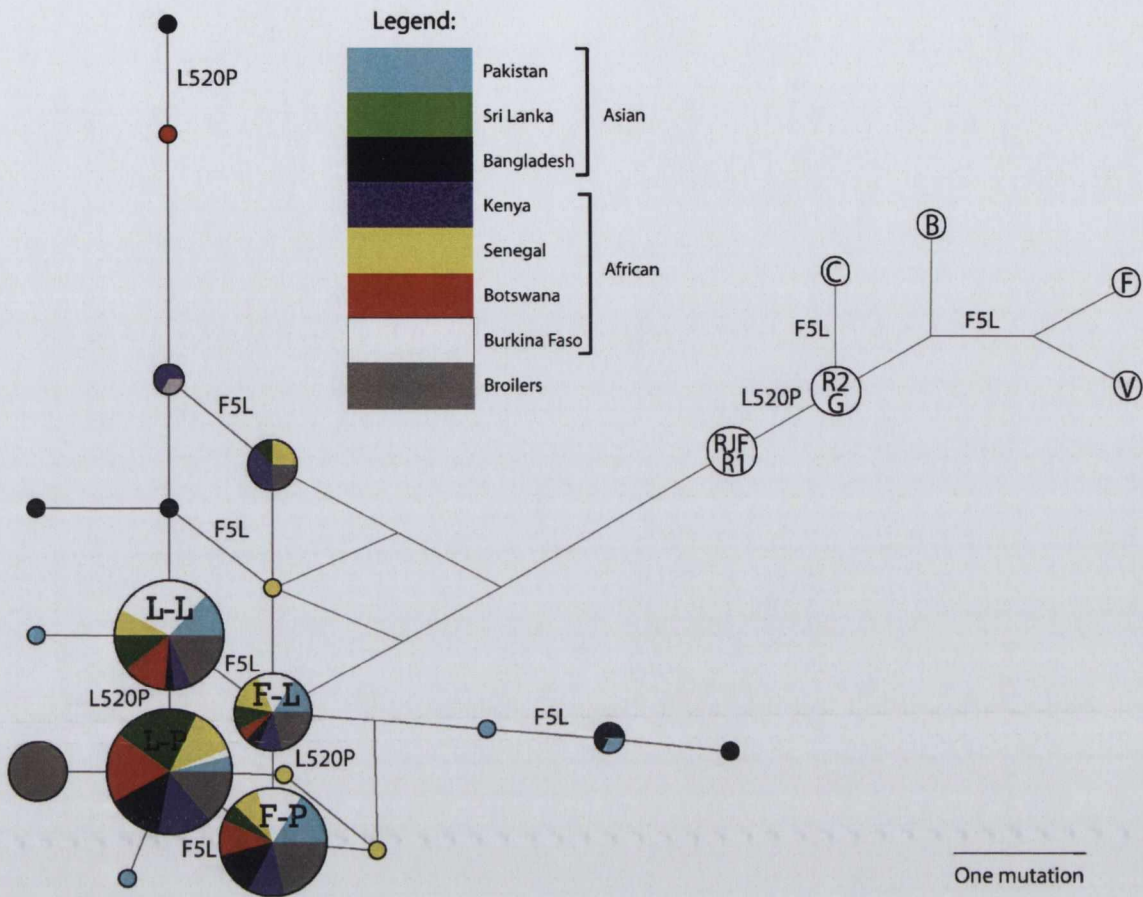 Legend:
L520P
Pakistan
Sri Lanka
Asian
Bangladesh
Kenya
Senegal
African
Botswana
Burkina Faso
Broilers
B
C
F
F5L
F5L
V
R2
G
L520P
RJF
R1
F5L
F5L
L-L
F5L
L520P
F-L
L-P
L520P
F5L
F-P
F5L
One mutation